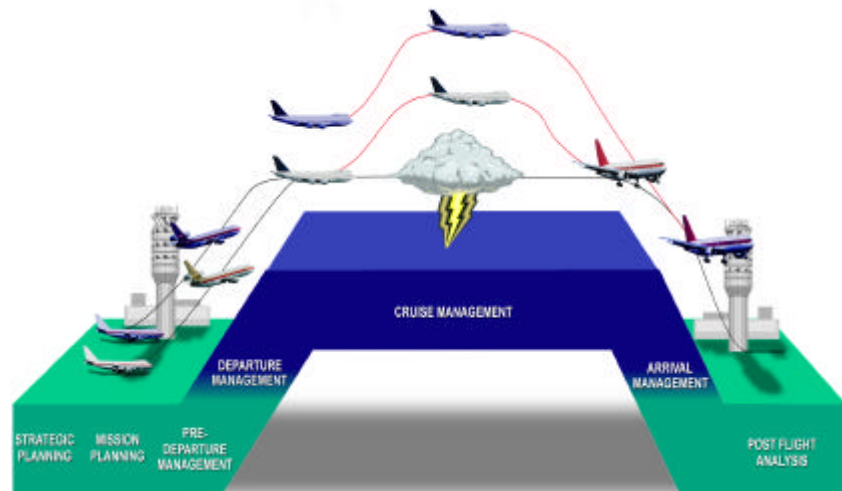 CRUISE MANAGEMENT
DEPARTURE
MANAGEMENT
ARRIVAL
MANAGEMENT
STRATEGIC
PLANNING
MISSION
PLANNING
PRE-
DEPARTURE
MANAGEMENT
POST FLIGHT
ANALYSIS